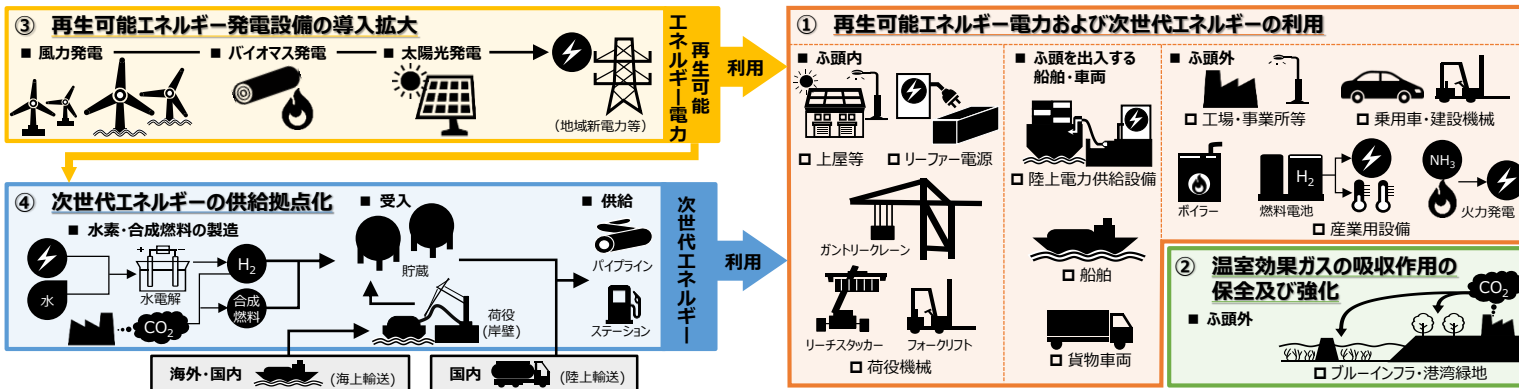 ③ 再生可能エネルギー発電設備の導入拡大
■ 風力発電
■ バイオマス発電
■ 太陽光発電
(地域新電力等)
再生可能
エネルギー電力
利用
④ 次世代エネルギーの供給拠点化
■ 水素・合成燃料の製造
■ 受入
■ 供給
水
水電解
H2
合成
燃料
CO2
貯蔵
荷役
(岸壁)
パイプライン
ステーション
次世代エネルギー
利用
海外・国内
(海上輸送)
国内
(陸上輸送)
① 再生可能エネルギー電力および次世代エネルギーの利用
■ ふ頭内
□ 上屋等
□ リーファー電源
ガントリークレーン
リーチスタッカー
フォークリフト
□ 荷役機械
■ ふ頭を出入する
船舶・車両
□ 陸上電力供給設備
□ 船舶
□ 貨物車両
■ ふ頭外
□ 工場・事業所等
□ 乗用車・建設機械
ボイラー
H2
燃料電池
NH3
火力発電
□ 産業用設備
② 温室効果ガスの吸収作用の
保全及び強化
■ ふ頭外
CO2
□ ブルーインフラ・港湾緑地